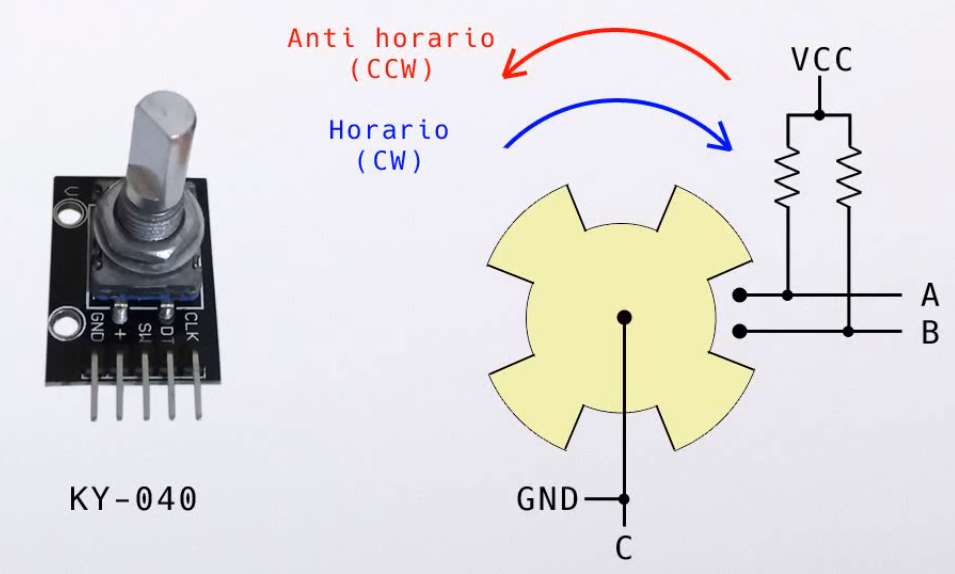 Anti horario
(CCW)
Horario
(CW)
VCC
A
B
GND
+
SW
DT
CLK
KY-040
GND
C